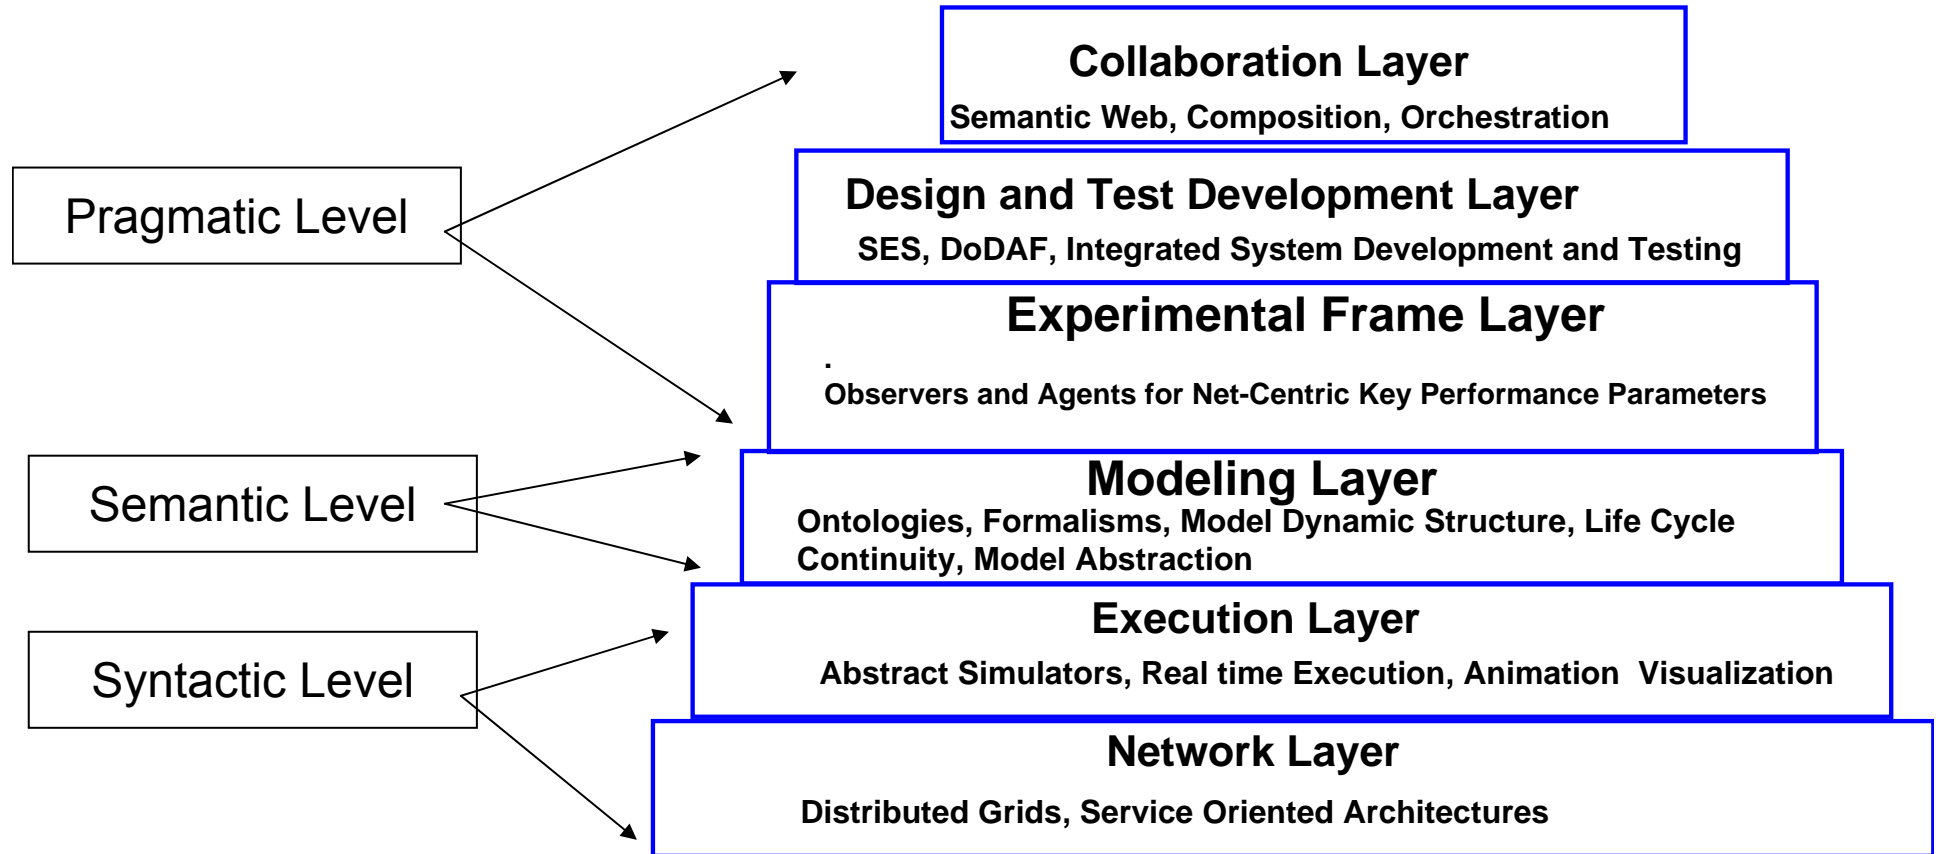 Collaboration Layer
Semantic Web, Composition, Orchestration
Pragmatic Level
Design and Test Development Layer
SES, DoDAF, Integrated System Development and Testing
Experimental Frame Layer
.
Observers and Agents for Net-Centric Key Performance Parameters
Semantic Level
Modeling Layer
Ontologies, Formalisms, Model Dynamic Structure, Life Cycle
Continuity, Model Abstraction
Syntactic Level
Execution Layer
Abstract Simulators, Real time Execution, Animation  Visualization
Network Layer
Distributed Grids, Service Oriented Architectures